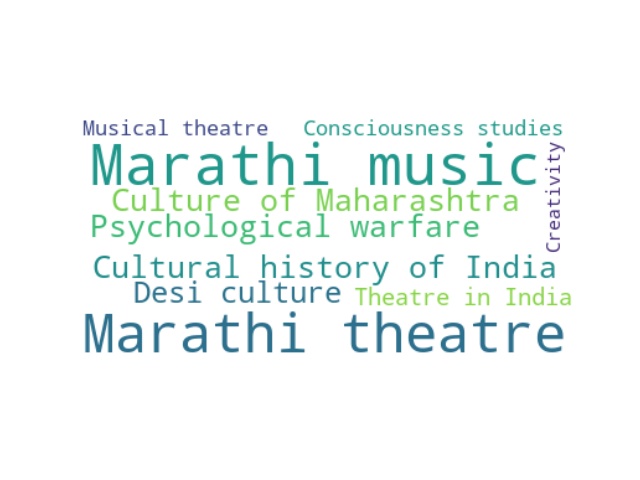 Musical theatre
Consciousness studies
Marathi music
Creativity
Culture of Maharashtra
Psychological warfare
Cultural history of India
Desi culture
Theatre in India
Marathi theatre